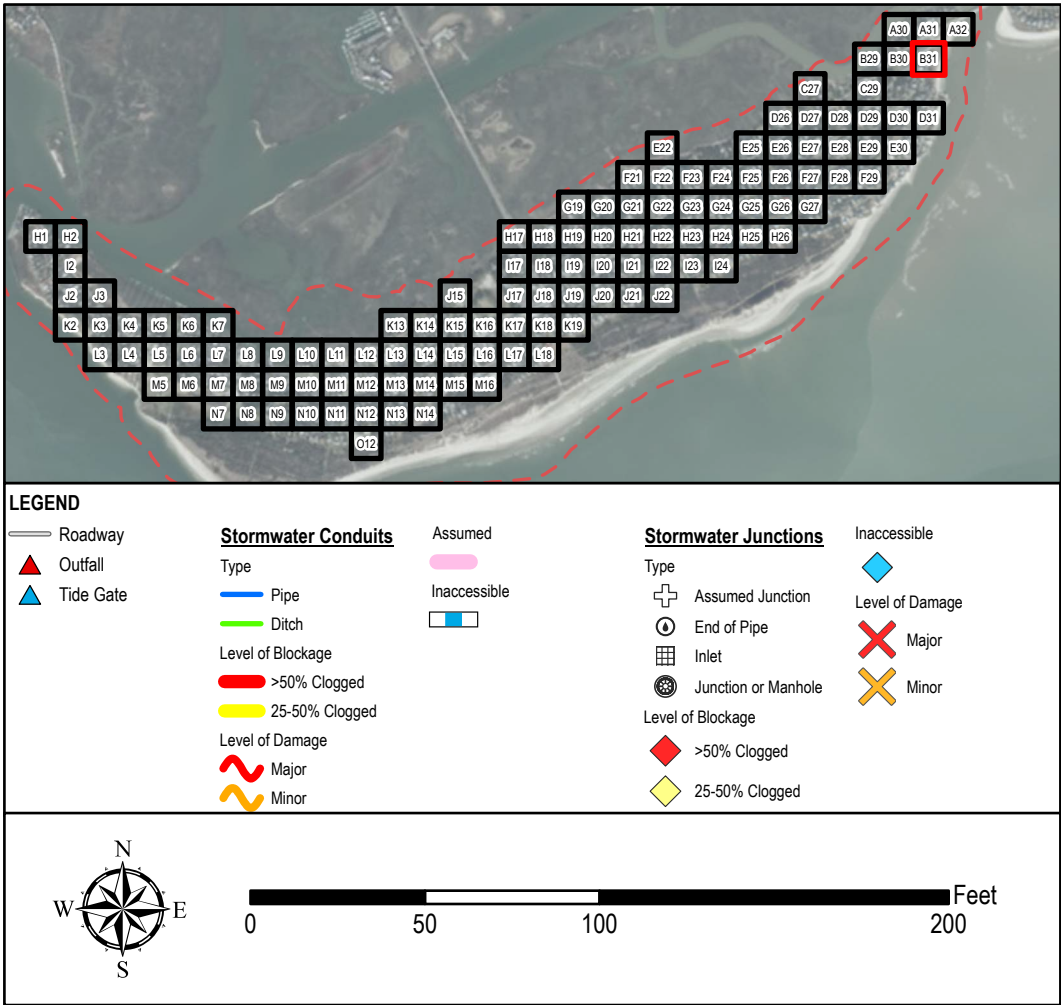 A30 A31 A32
B29 B30 B31
C27 C29
D26 D27 D28 D29 D30 D31
E22 E25 E26 E27 E28 E29 E30
F21 F22 F23 F24 F25 F26 F27 F28 F29
G19 G20 G21 G22 G23 G24 G25 G26 G27
H1 H2 H17 H18 H19 H20 H21 H22 H23 H24 H25 H26
I2 I17 I18 I19 I20 I21 I22 I23 I24
J2 J3 J15 J17 J18 J19 J20 J21 J22
K2 K3 K4 K5 K6 K7 K13 K14 K15 K16 K17 K18 K19
L3 L4 L5 L6 L7 L8 L9 L10 L11 L12 L13 L14 L15 L16 L17 L18
M5 M6 M7 M8 M9 M10 M11 M12 M13 M14 M15 M16
N7 N8 N9 N10 N11 N12 N13 N14
O12
LEGEND
Roadway
Outfall
Tide Gate
Stormwater Conduits
Type
Pipe
Ditch
Level of Blockage
>50% Clogged
25-50% Clogged
Level of Damage
Major
Minor
Assumed
Inaccessible
Stormwater Junctions
Type
Assumed Junction
End of Pipe
Inlet
Junction or Manhole
Level of Blockage
>50% Clogged
25-50% Clogged
Inaccessible
Level of Damage
Major
Minor
N
W E
S
Feet
0 50 100 200